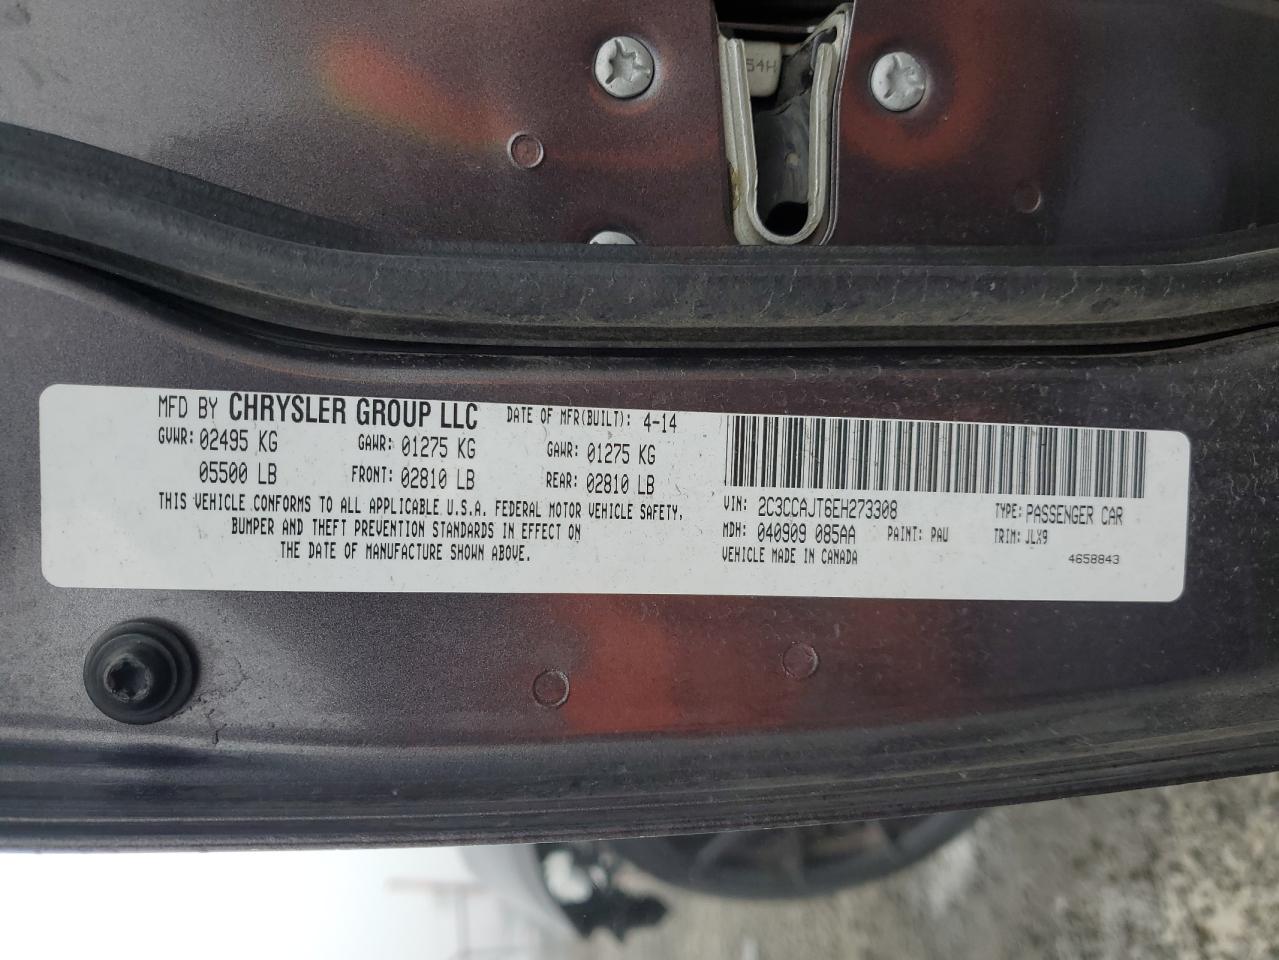 54H
MFD BY CHRYSLER GROUP LLC DATE OF MFR(BUILT): 4-14
GVWR: 02495 KG GAWR: 01275 KG GAWR: 01275 KG
05500 LB FRONT: 02810 LB REAR: 02810 LB
THIS VEHICLE CONFORMS TO ALL APPLICABLE U.S.A. FEDERAL MOTOR VEHICLE SAFETY,
BUMPER AND THEFT PREVENTION STANDARDS IN EFFECT ON
THE DATE OF MANUFACTURE SHOWN ABOVE.
VIN: 2C3CCAJT6EH273308 TYPE: PASSENGER CAR
MDH: 040909 085AA PAINT: PAU TRIM: JLX9
VEHICLE MADE IN CANADA 4658843